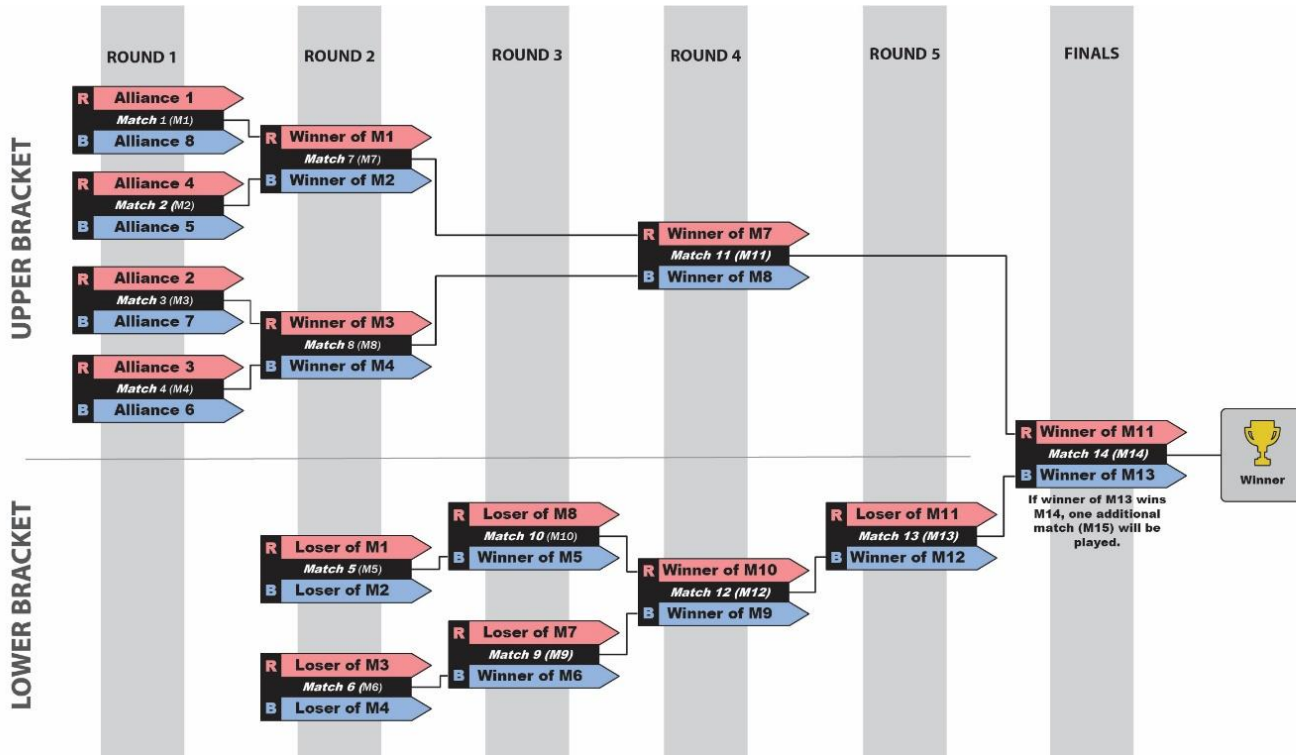 ROUND 1
ROUND 2
ROUND 3
ROUND 4
ROUND 5
FINALS
UPPER BRACKET
R Alliance 1
Match 1 (M1)
B Alliance 8
R Alliance 4
Match 2 (M2)
B Alliance 5
R Alliance 2
Match 3 (M3)
B Alliance 7
R Alliance 3
Match 4 (M4)
B Alliance 6
R Winner of M1
Match 7 (M7)
B Winner of M2
R Winner of M3
Match 8 (M8)
B Winner of M4
R Winner of M7
Match 11 (M11)
B Winner of M8
LOWER BRACKET
R Loser of M1
Match 5 (M5)
B Loser of M2
R Loser of M3
Match 6 (M6)
B Loser of M4
R Loser of M8
Match 10 (M10)
B Winner of M5
R Loser of M7
Match 9 (M9)
B Winner of M6
R Winner of M10
Match 12 (M12)
B Winner of M9
R Loser of M11
Match 13 (M13)
B Winner of M12
R Winner of M11
Match 14 (M14)
B Winner of M13
If winner of M13 wins
M14, one additional
match (M15) will be
played.
Winner